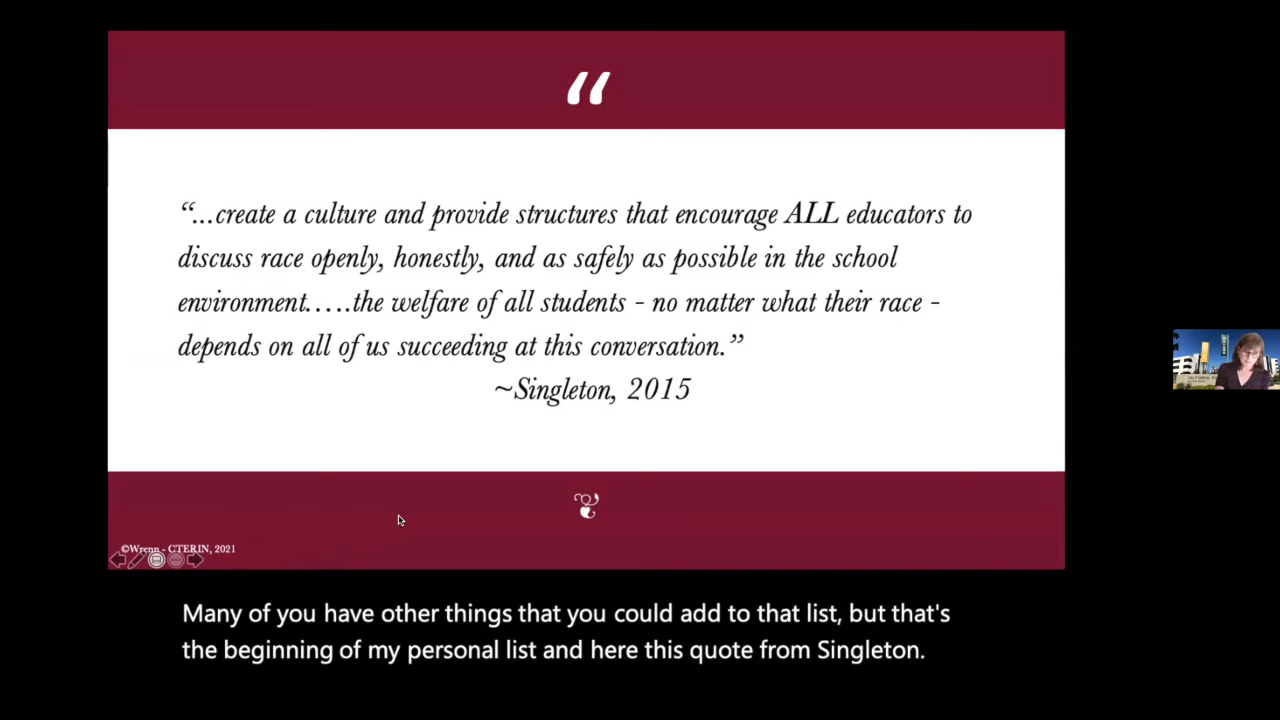 “
“...create a culture and provide structures that encourage ALL educators to
discuss race openly, honestly, and as safely as possible in the school
environment.….the welfare of all students - no matter what their race -
depends on all of us succeeding at this conversation.”
~Singleton, 2015
©Wrenn - CTERIN, 2021
Many of you have other things that you could add to that list, but that's
the beginning of my personal list and here this quote from Singleton.